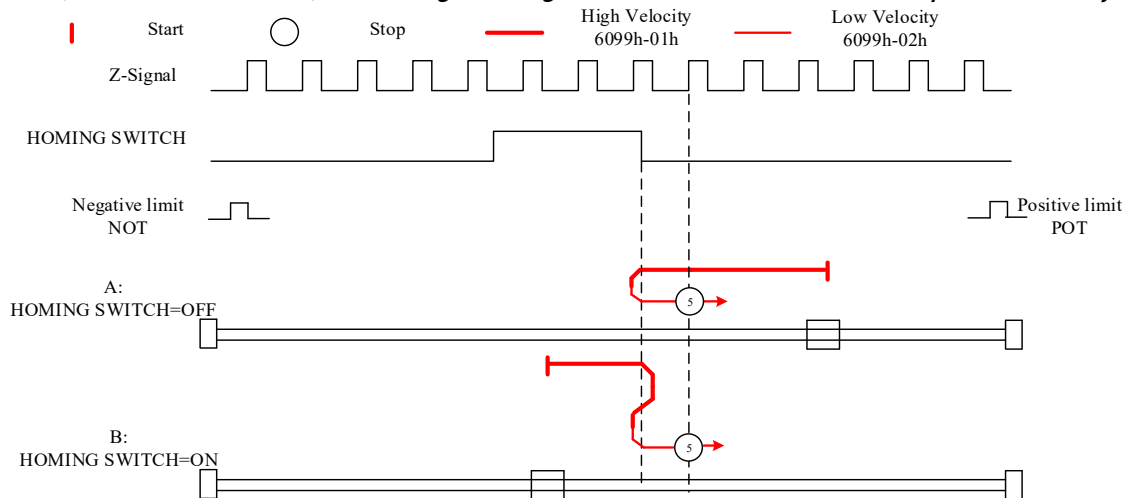 Start
Stop
High Velocity
6099h-01h
Low Velocity
6099h-02h
Z-Signal
HOMING SWITCH
Negative limit
NOT
Positive limit
POT
A:
HOMING SWITCH=OFF
5
B:
HOMING SWITCH=ON
5